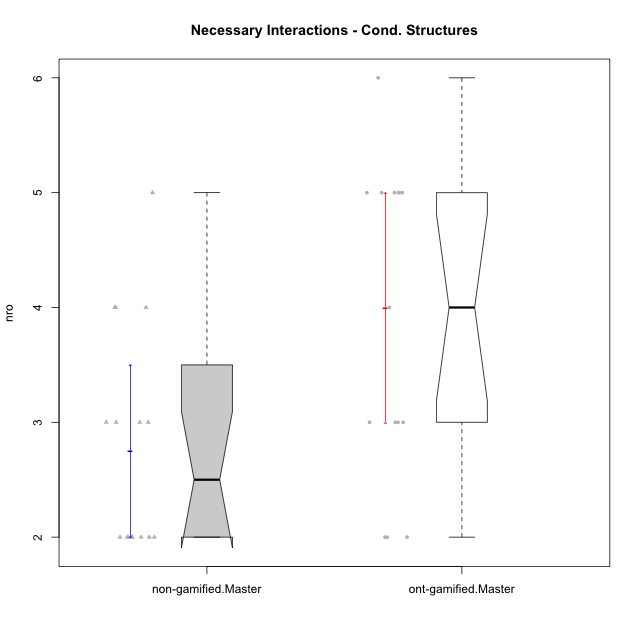 Necessary Interactions - Cond. Structures
6
5
4
3
2
nro
non-gamified.Master
ont-gamified.Master